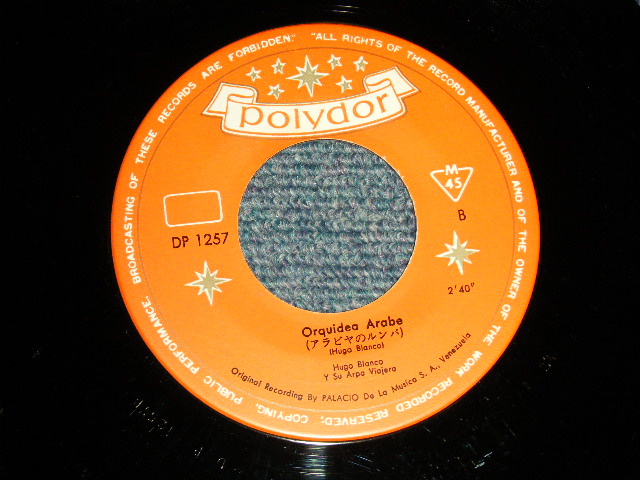 "ALL RIGHTS OF THE RECORD MANUFACTURER AND OF THE OWNER OF THE WORK RECORDED RESERVED; COPYING, PUBLIC PERFORMANCE, BROADCASTING OF THESE RECORDS ARE FORBIDDEN"
polydor
M
45
B
DP 1257
2'40"
Orquidea Arabe
(アラビヤのルンバ)
(Hugo Blanco)
Hugo Blanco
Y Su Arpa Viajera
Original Recording By PALACIO De La Musica S. A., Venezuela